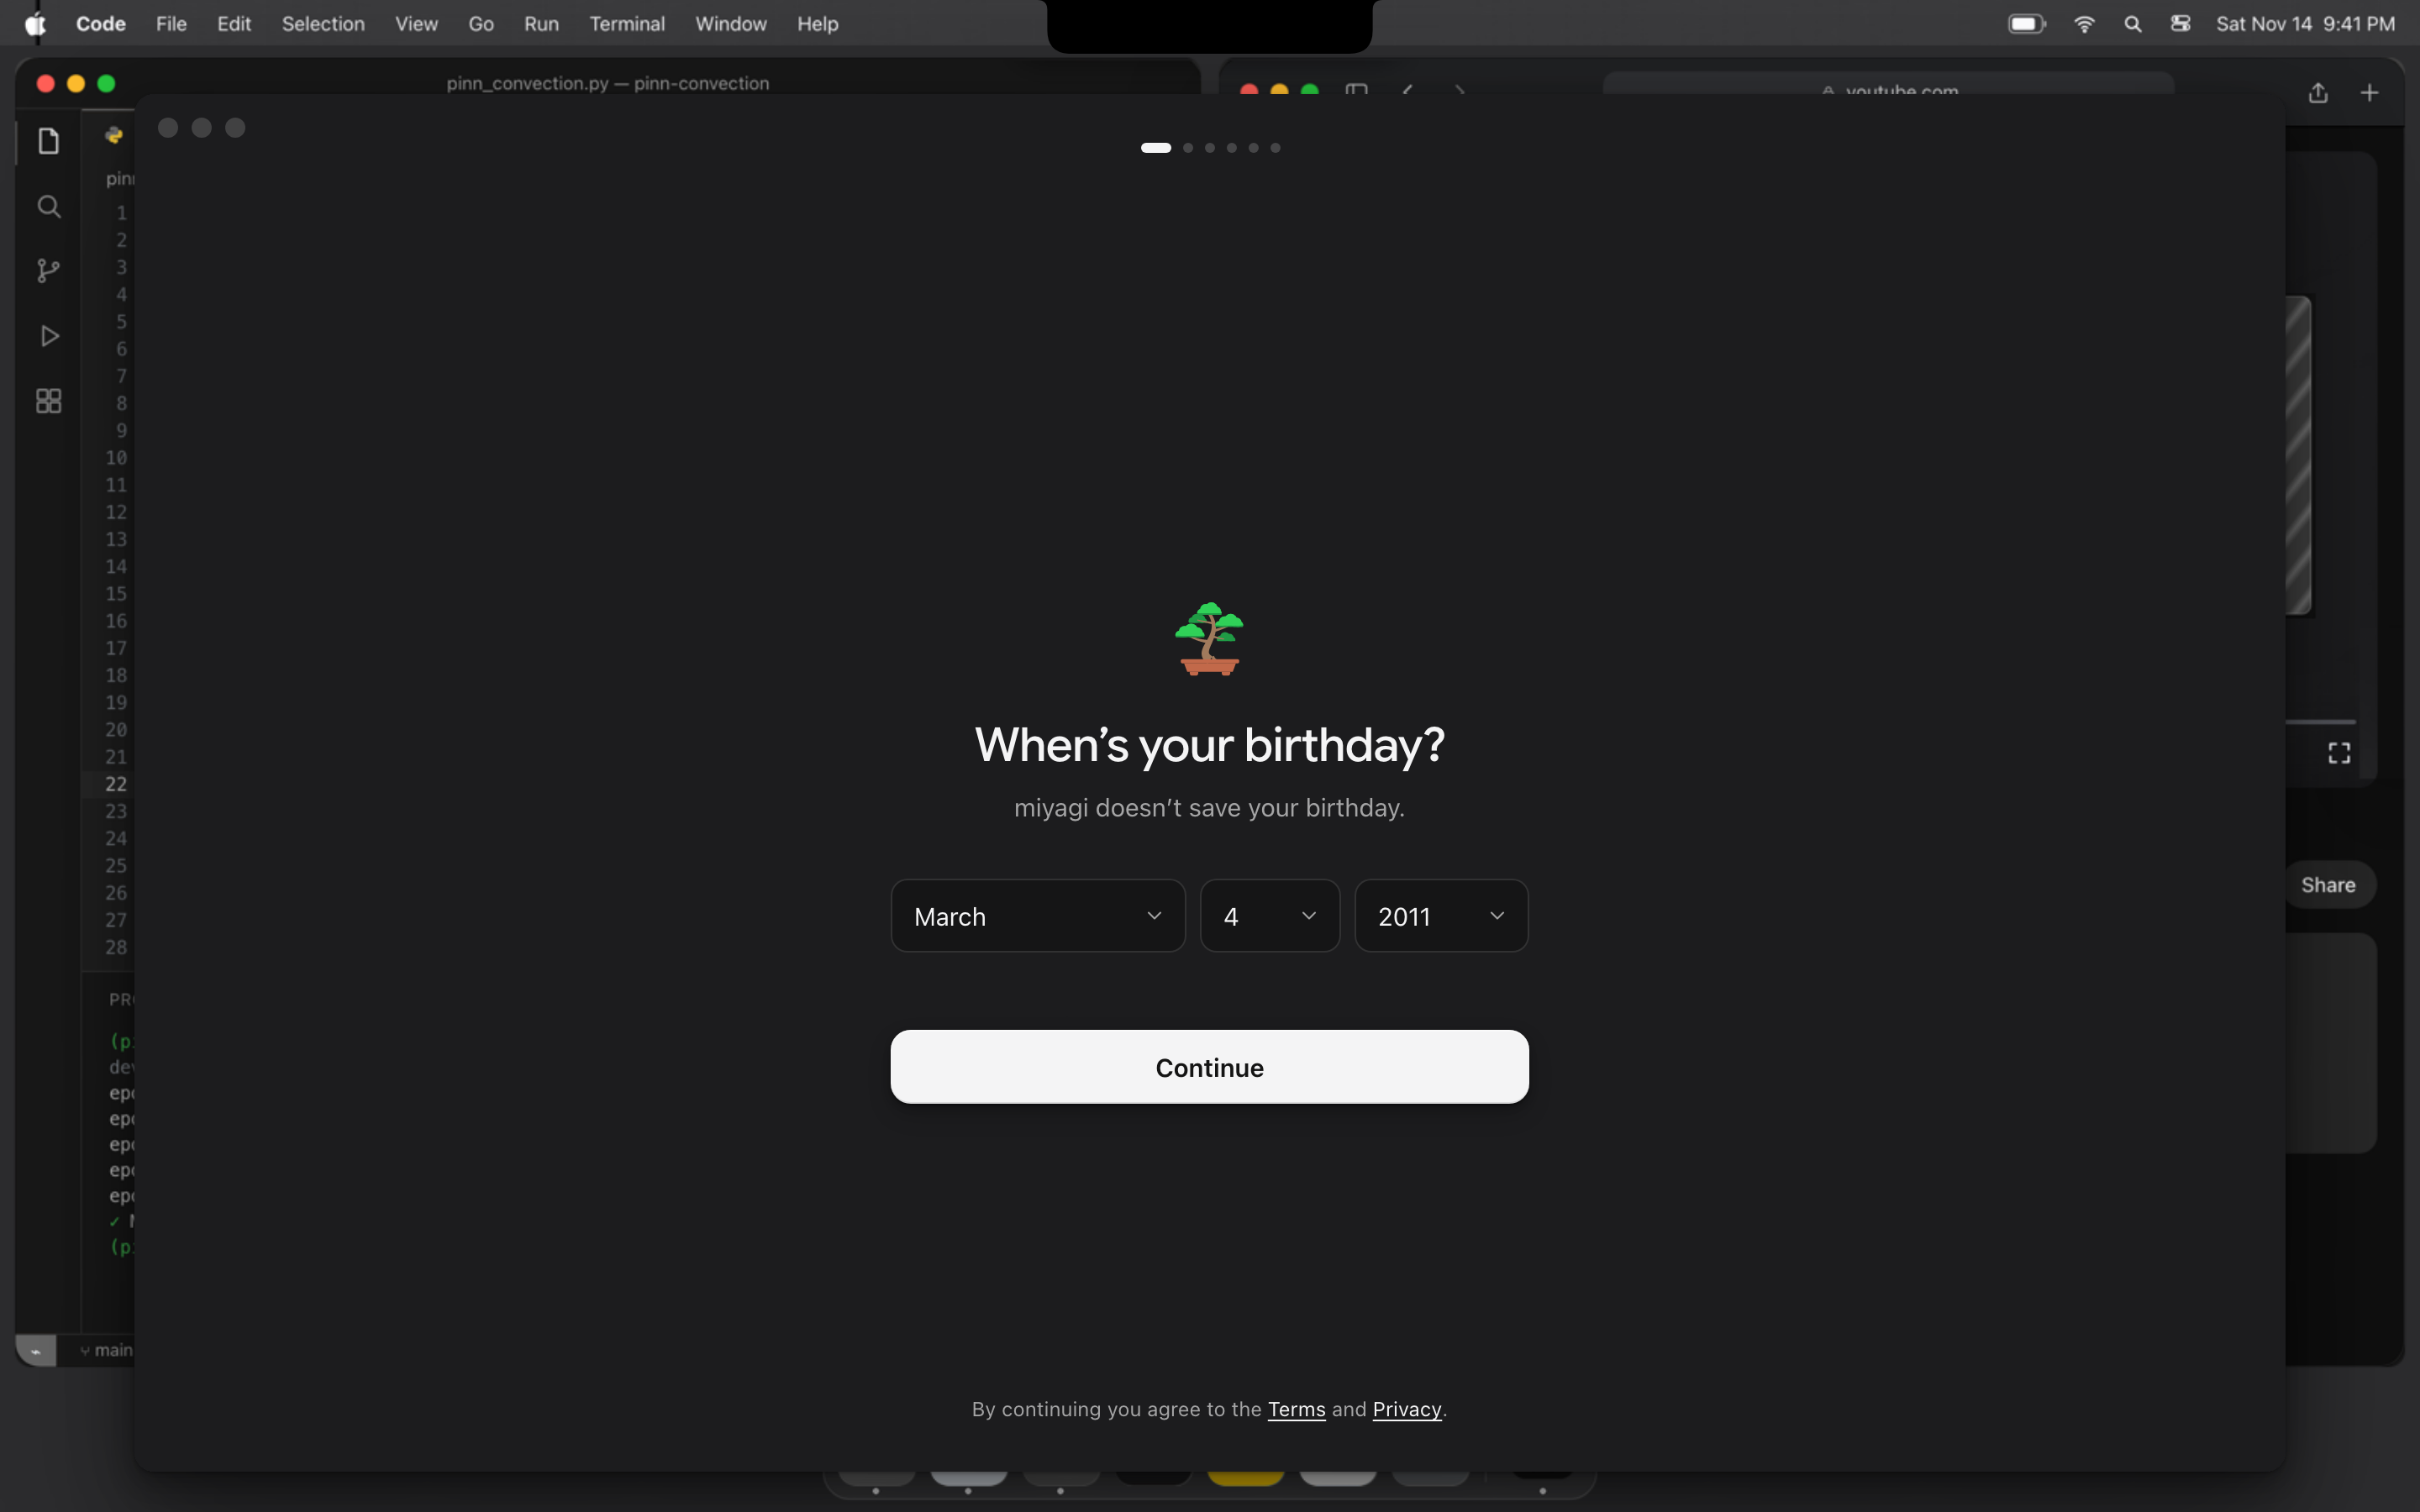 Code File Edit Selection View Go Run Terminal Window Help Sat Nov 14 9:41 PM
pinn_convection.py — pinn-convection
youtube.com
1
2
3
4
5
6
7
8
9
10
11
12
13
14
15
16
17
18
19
20
21
22
23
24
25
26
27
28
main
When’s your birthday?
miyagi doesn’t save your birthday.
March 4 2011
Continue
By continuing you agree to the Terms and Privacy.
Share